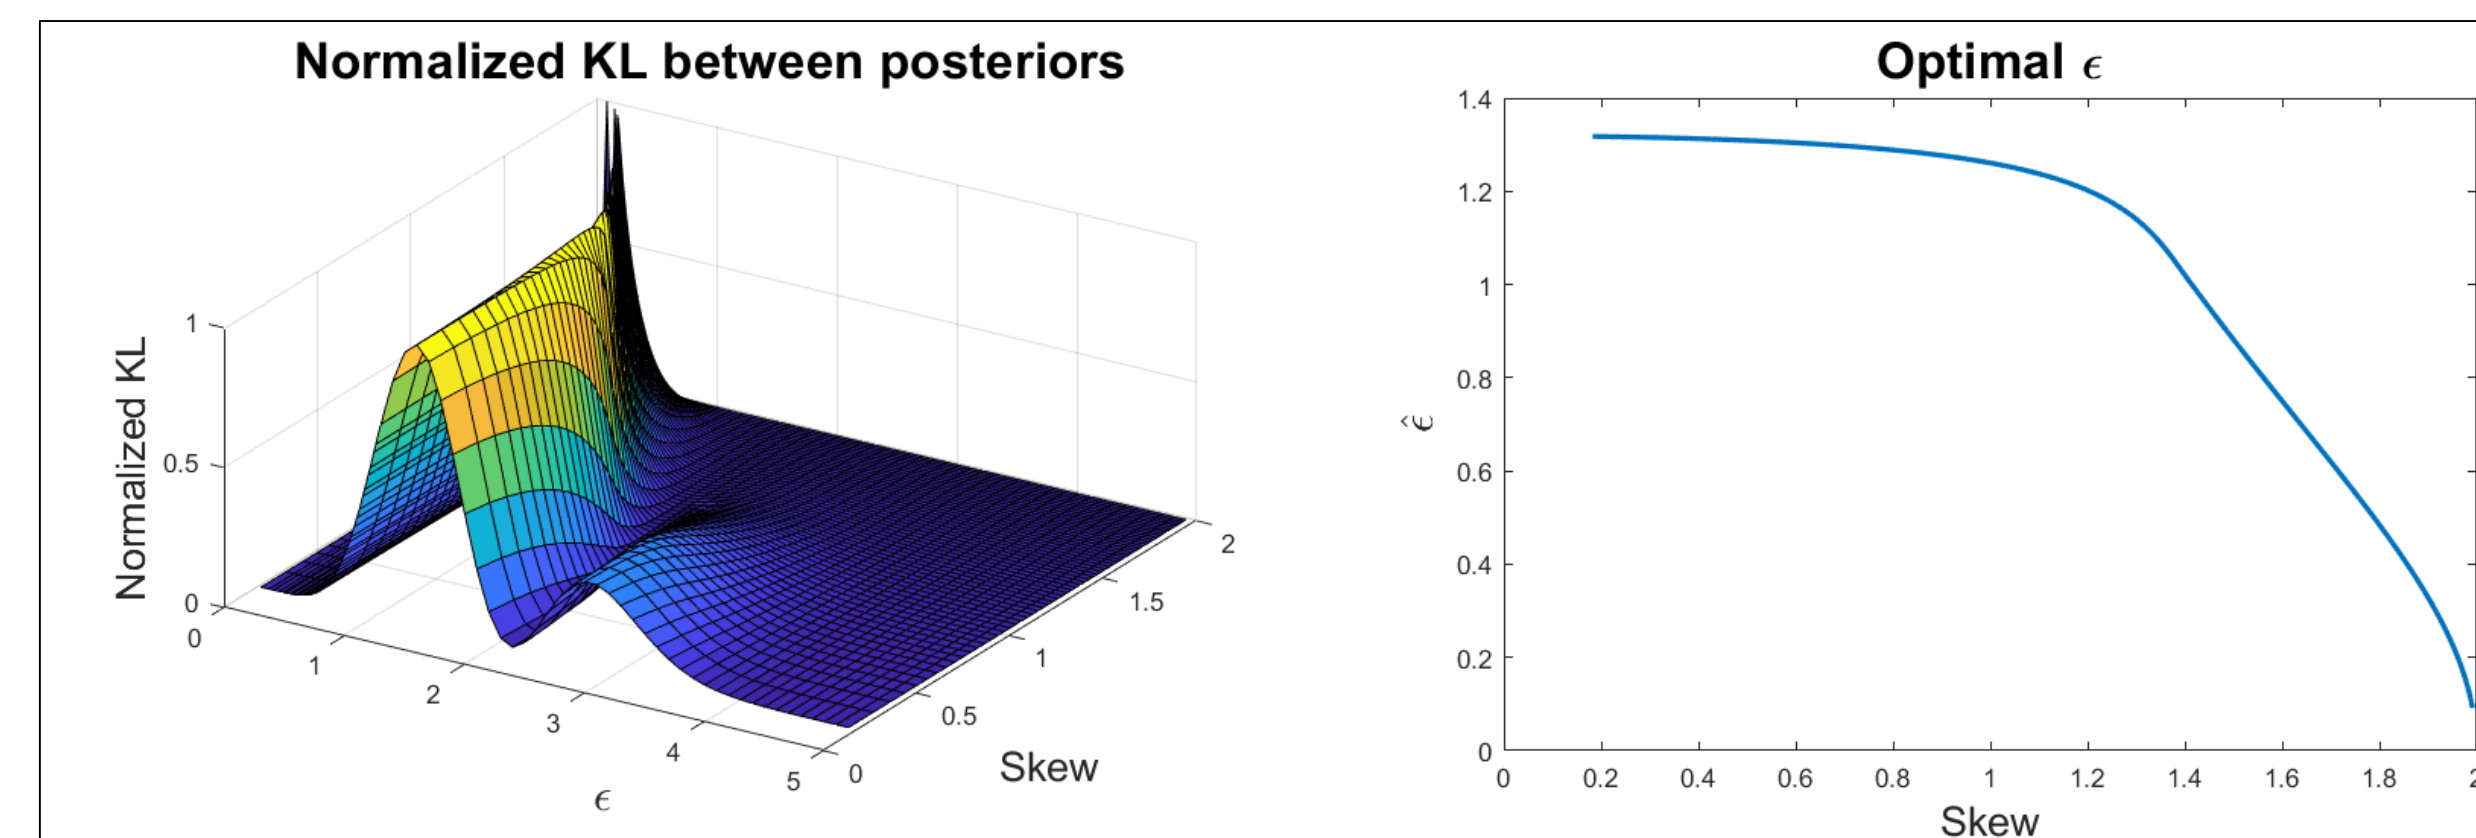 Normalized KL between posteriors
Normalized KL
1
0.5
0
0
1
2
3
4
5
ϵ
0
0.5
1
1.5
2
Skew
Optimal ϵ
ϵ̂
1.4
1.2
1
0.8
0.6
0.4
0.2
0
0 0.2 0.4 0.6 0.8 1 1.2 1.4 1.6 1.8 2
Skew